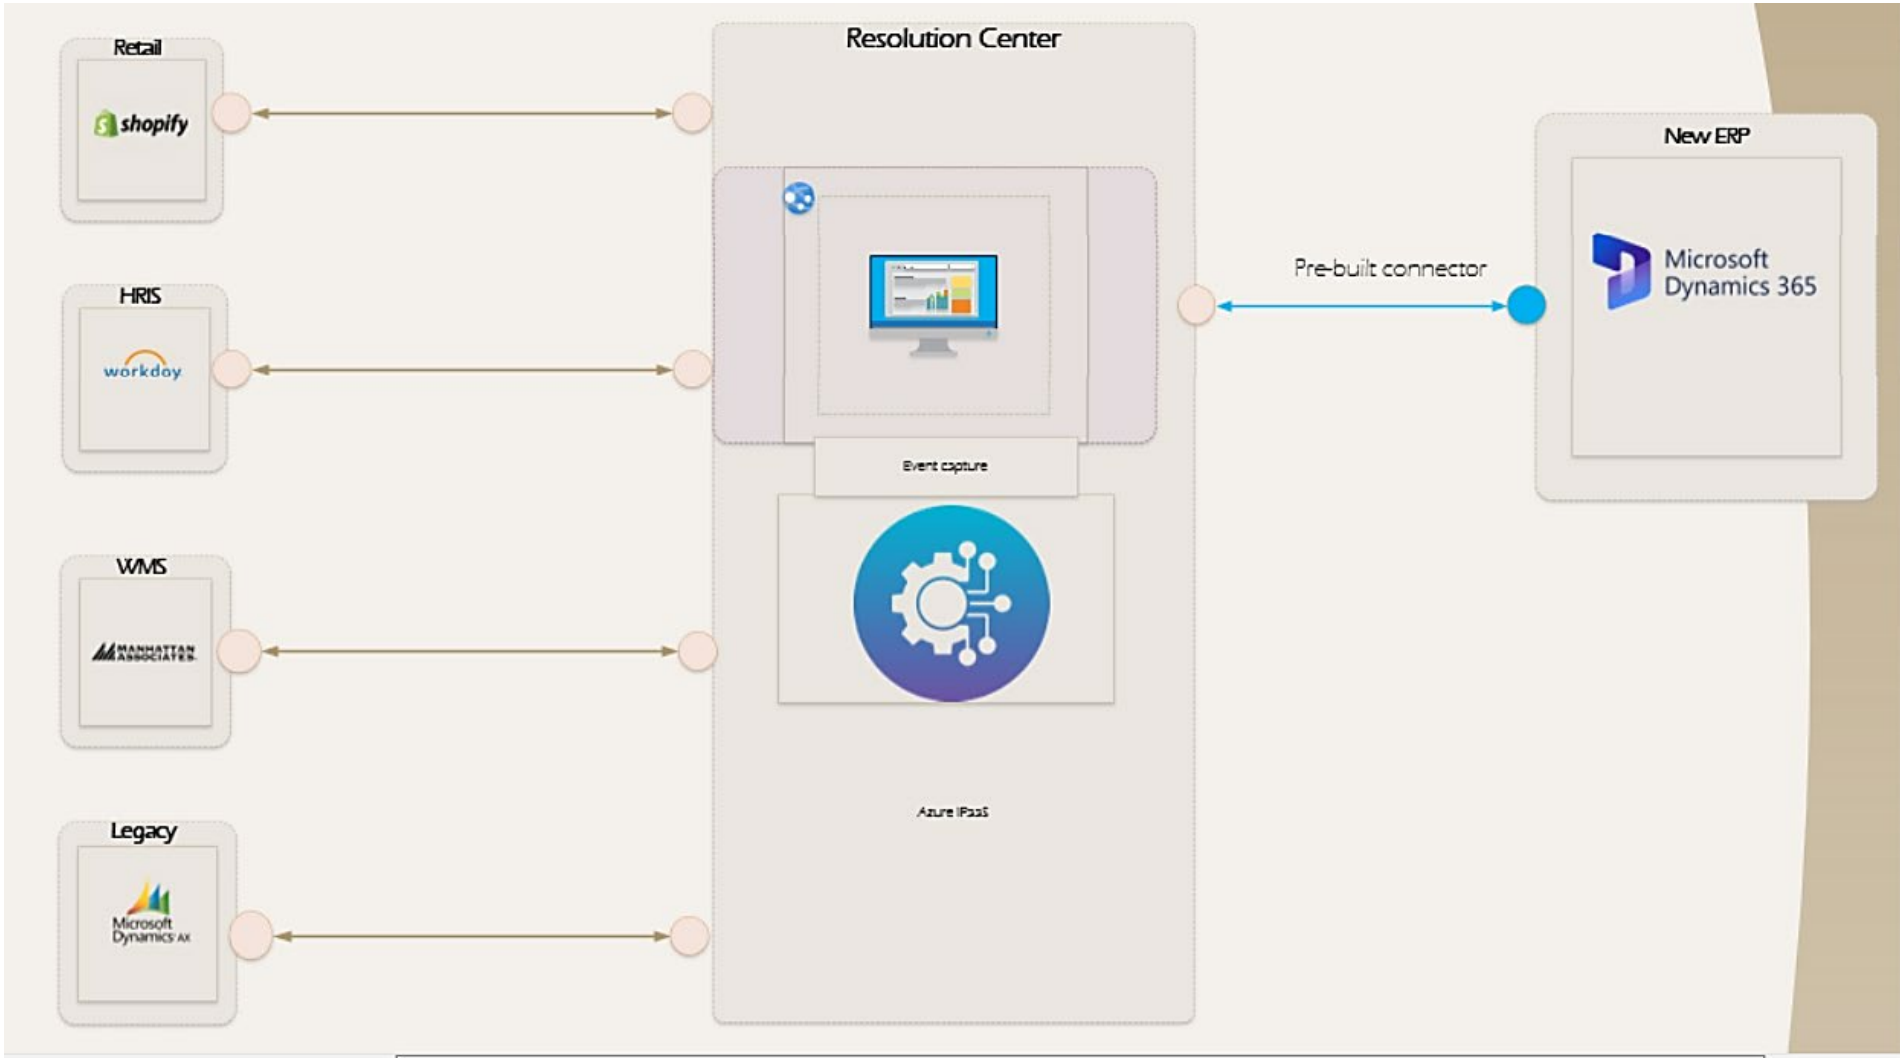 Retail
shopify
HRIS
workday
WMS
MANHATTAN
ASSOCIATES
Legacy
Microsoft
Dynamics AX
Resolution Center
Event capture
Azure iPaaS
Pre-built connector
New ERP
Microsoft
Dynamics 365